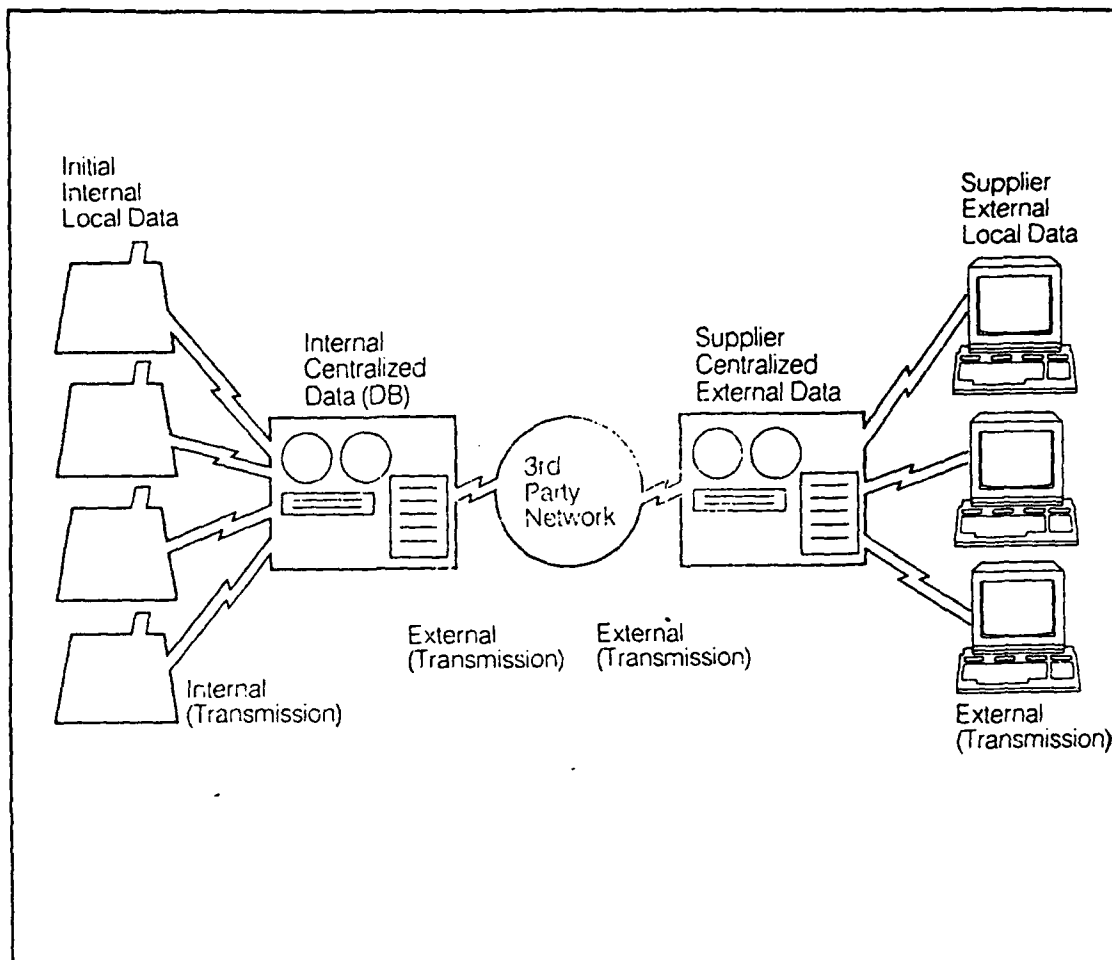 Initial
Internal
Local Data
Supplier
External
Local Data
Internal
Centralized
Data (DB)
Supplier
Centralized
External Data
3rd
Party
Network
External
(Transmission)
External
(Transmission)
Internal
(Transmission)
External
(Transmission)